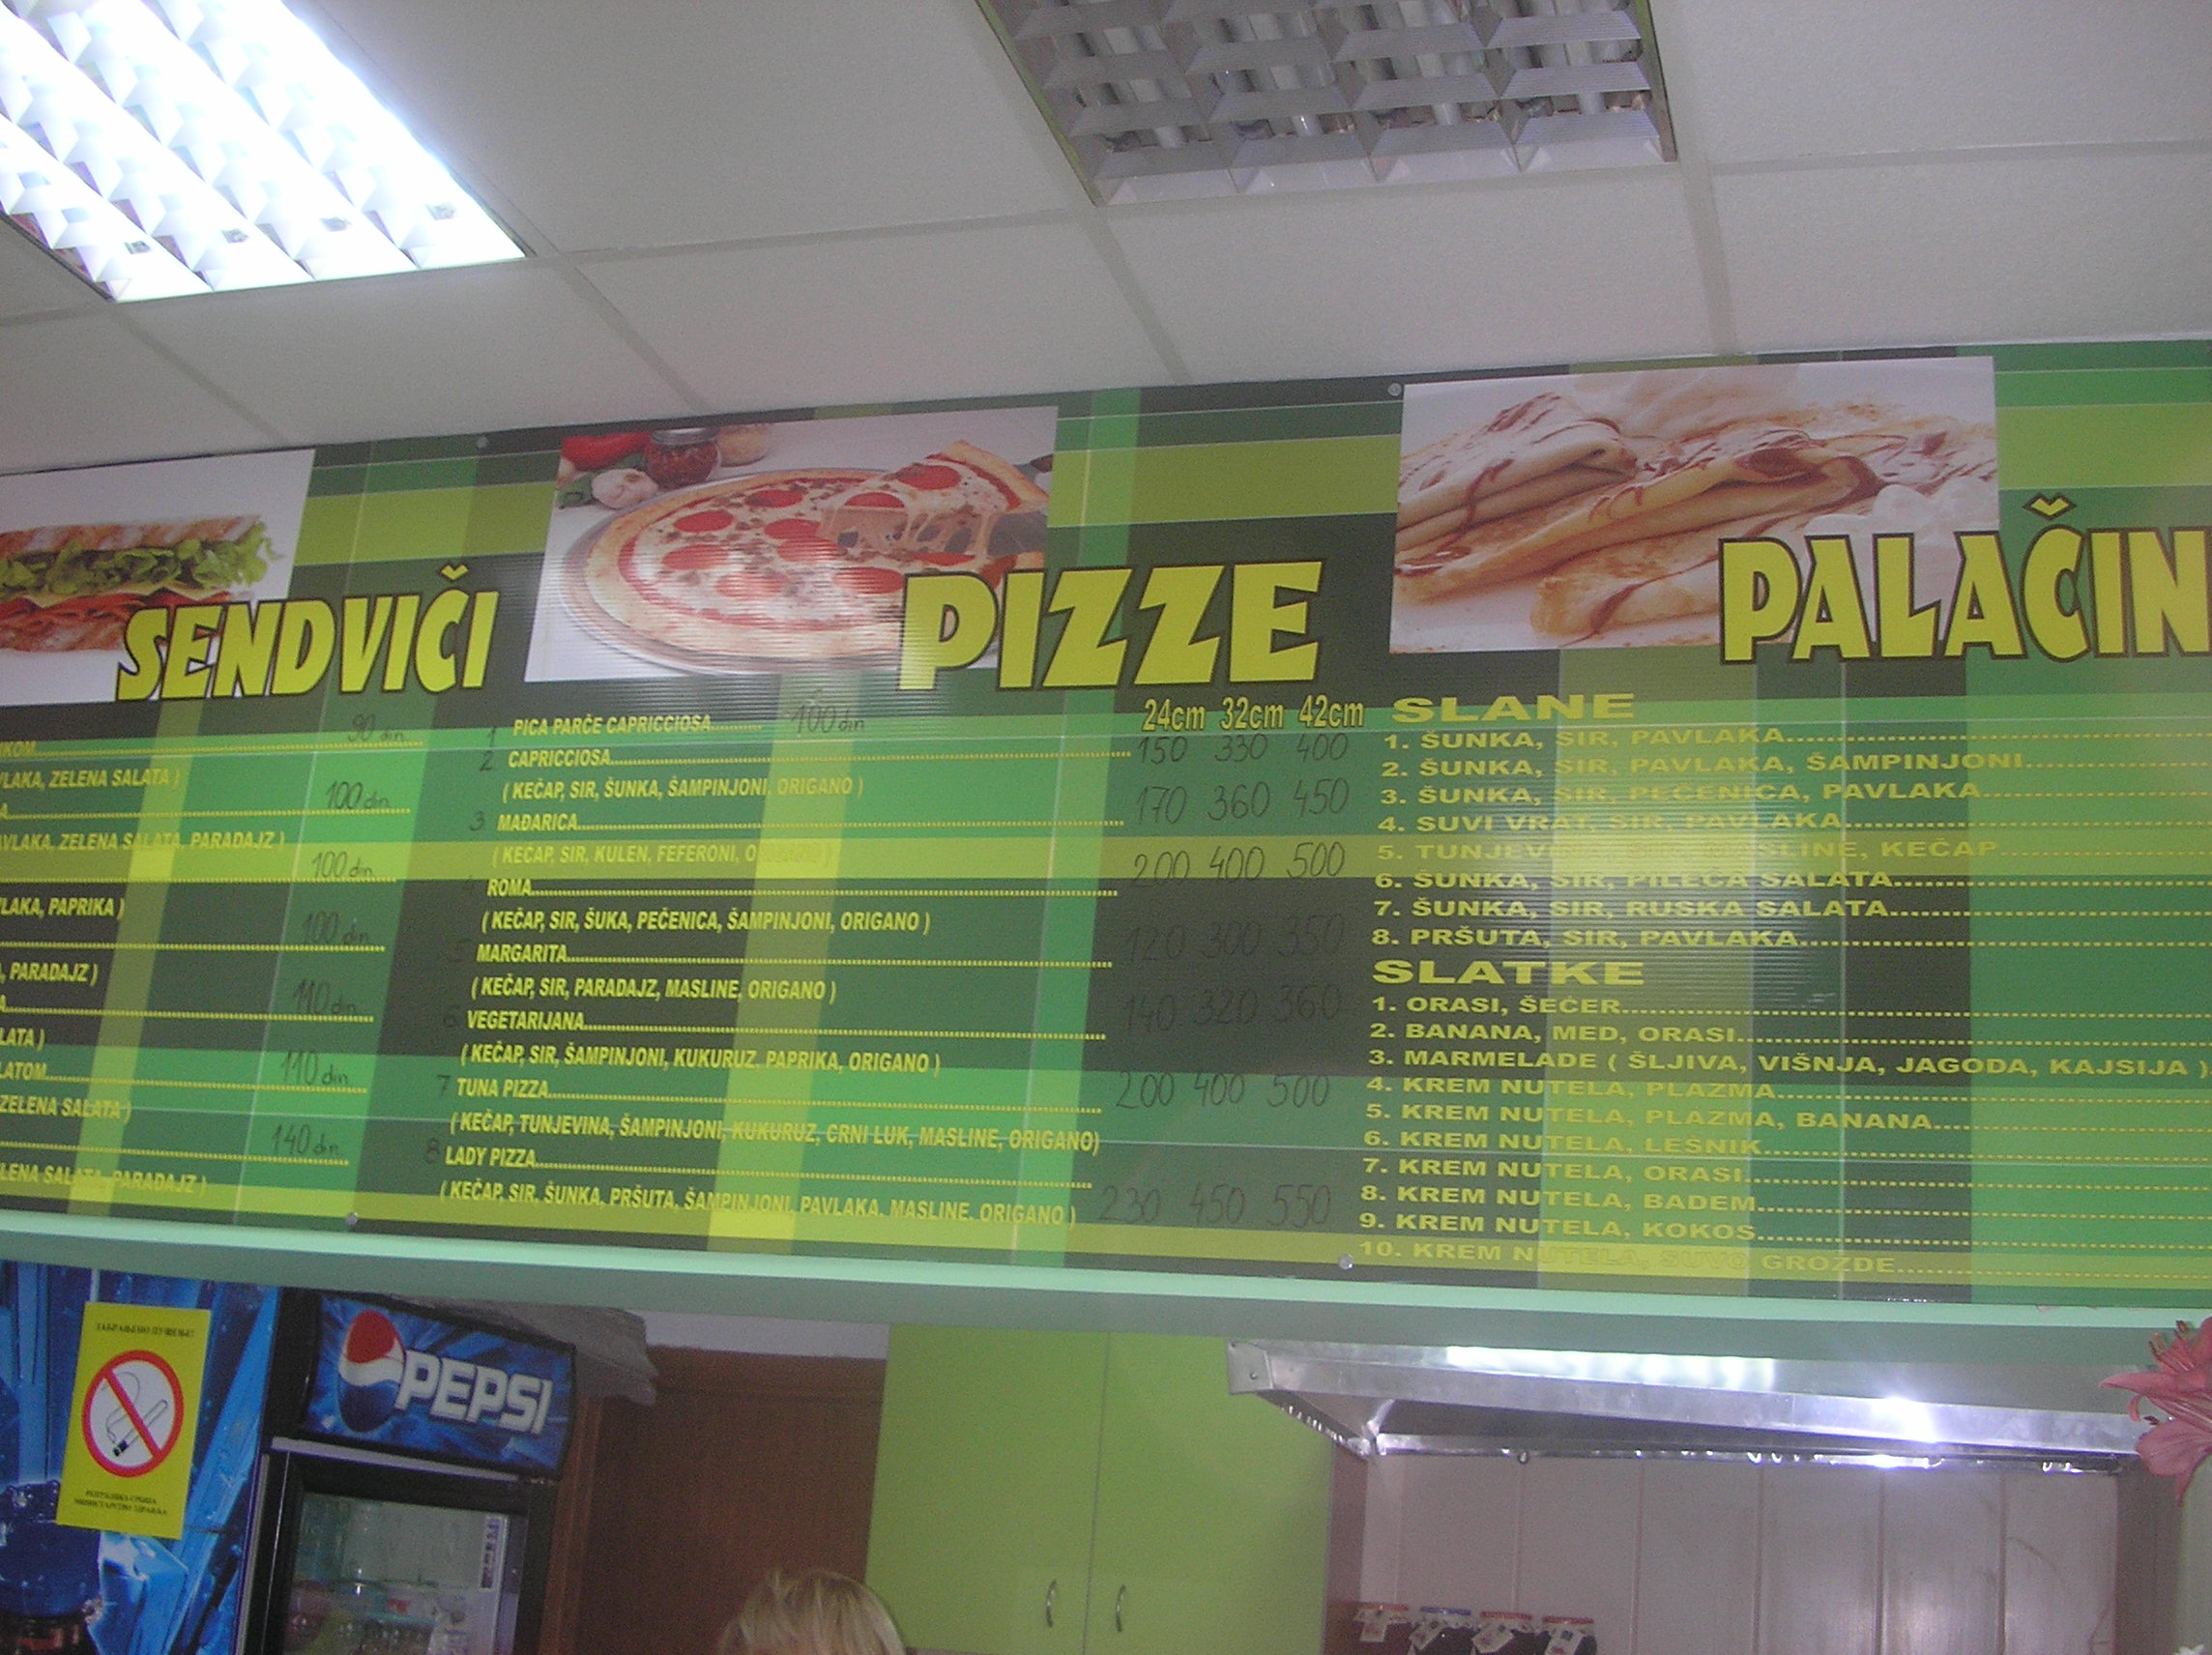 SENDVIČI
90 din.
VLAKA, ZELENA SALATA )
100 din.
AVLAKA, ZELENA SALATA, PARADAJZ )
100 din.
VLAKA, PAPRIKA )
100 din.
, PARADAJZ )
110 din.
LATA )
LATOM
110 din.
ZELENA SALATA )
140 din.
LENA SALATA, PARADAJZ )
PIZZE
24cm 32cm 42cm
1 PICA PARČE CAPRICCIOSA......... 100 din
2 CAPRICCIOSA 150 330 400
( KEČAP, SIR, ŠUNKA, ŠAMPINJONI, ORIGANO )
3 MAĐARICA 170 360 450
( KEČAP, SIR, KULEN, FEFERONI,
4 ROMA 200 400 500
( KEČAP, SIR, ŠUKA, PEČENICA, ŠAMPINJONI, ORIGANO )
5 MARGARITA 120 300 350
( KEČAP, SIR, PARADAJZ, MASLINE, ORIGANO )
6 VEGETARIJANA 140 320 360
( KEČAP, SIR, ŠAMPINJONI, KUKURUZ, PAPRIKA, ORIGANO )
7 TUNA PIZZA 200 400 500
( KEČAP, TUNJEVINA, ŠAMPINJONI, KUKURUZ, CRNI LUK, MASLINE, ORIGANO)
8 LADY PIZZA
( KEČAP, SIR, ŠUNKA, PRŠUTA, ŠAMPINJONI, PAVLAKA, MASLINE, ORIGANO ) 230 450 550
PALAČIN
SLANE
1. ŠUNKA, SIR, PAVLAKA
2. ŠUNKA, SIR, PAVLAKA, ŠAMPINJONI
3. ŠUNKA, SIR, PEČENICA, PAVLAKA
4. SUVI VRAT, SIR, PAVLAKA
5. MASLINE, KEČAP
6. ŠUNKA, SIR, PILEĆA SALATA
7. ŠUNKA, SIR, RUSKA SALATA
8. PRŠUTA, SIR, PAVLAKA
SLATKE
1. ORASI, ŠEĆER
2. BANANA, MED, ORASI
3. MARMELADE ( ŠLJIVA, VIŠNJA, JAGODA, KAJSIJA )
4. KREM NUTELA, PLAZMA
5. KREM NUTELA, PLAZMA, BANANA
6. KREM NUTELA, LEŠNIK
7. KREM NUTELA, ORASI
8. KREM NUTELA, BADEM
9. KREM NUTELA, KOKOS
10. KREM NUTELA, SUVO GROZDE
ЗАБРАЊЕНО ПУШЕЊЕ!
РЕПУБЛИКА СРБИЈА
МИНИСТАРСТВО ЗДРАВЉА
PEPSI